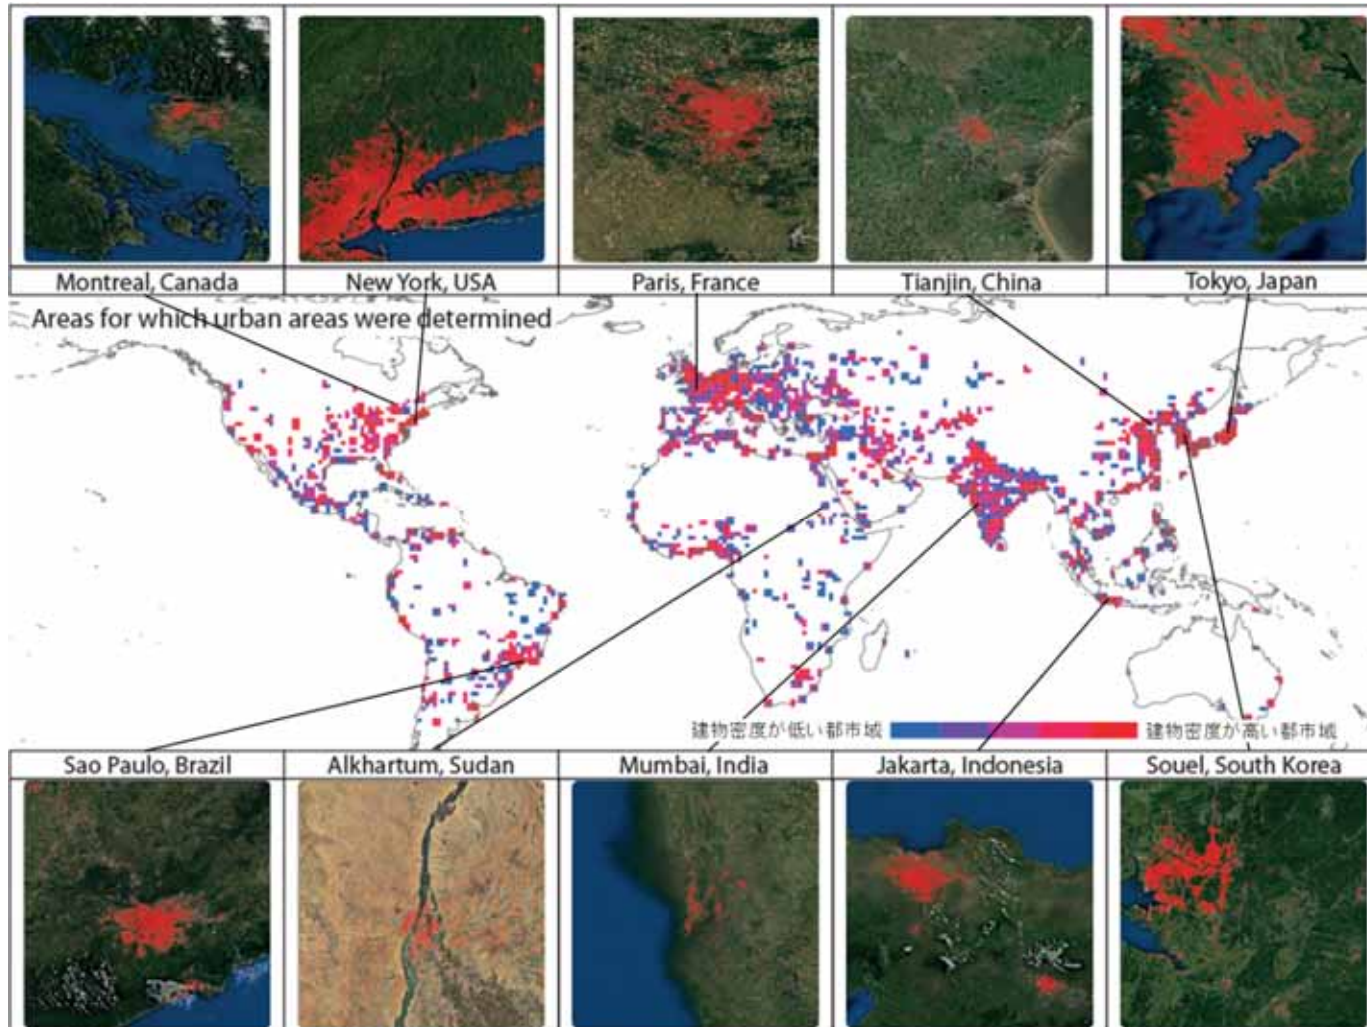 Montreal, Canada
New York, USA
Paris, France
Tianjin, China
Tokyo, Japan
Areas for which urban areas were determined
建物密度が低い都市域
建物密度が高い都市域
Sao Paulo, Brazil
Alkhartum, Sudan
Mumbai, India
Jakarta, Indonesia
Souel, South Korea